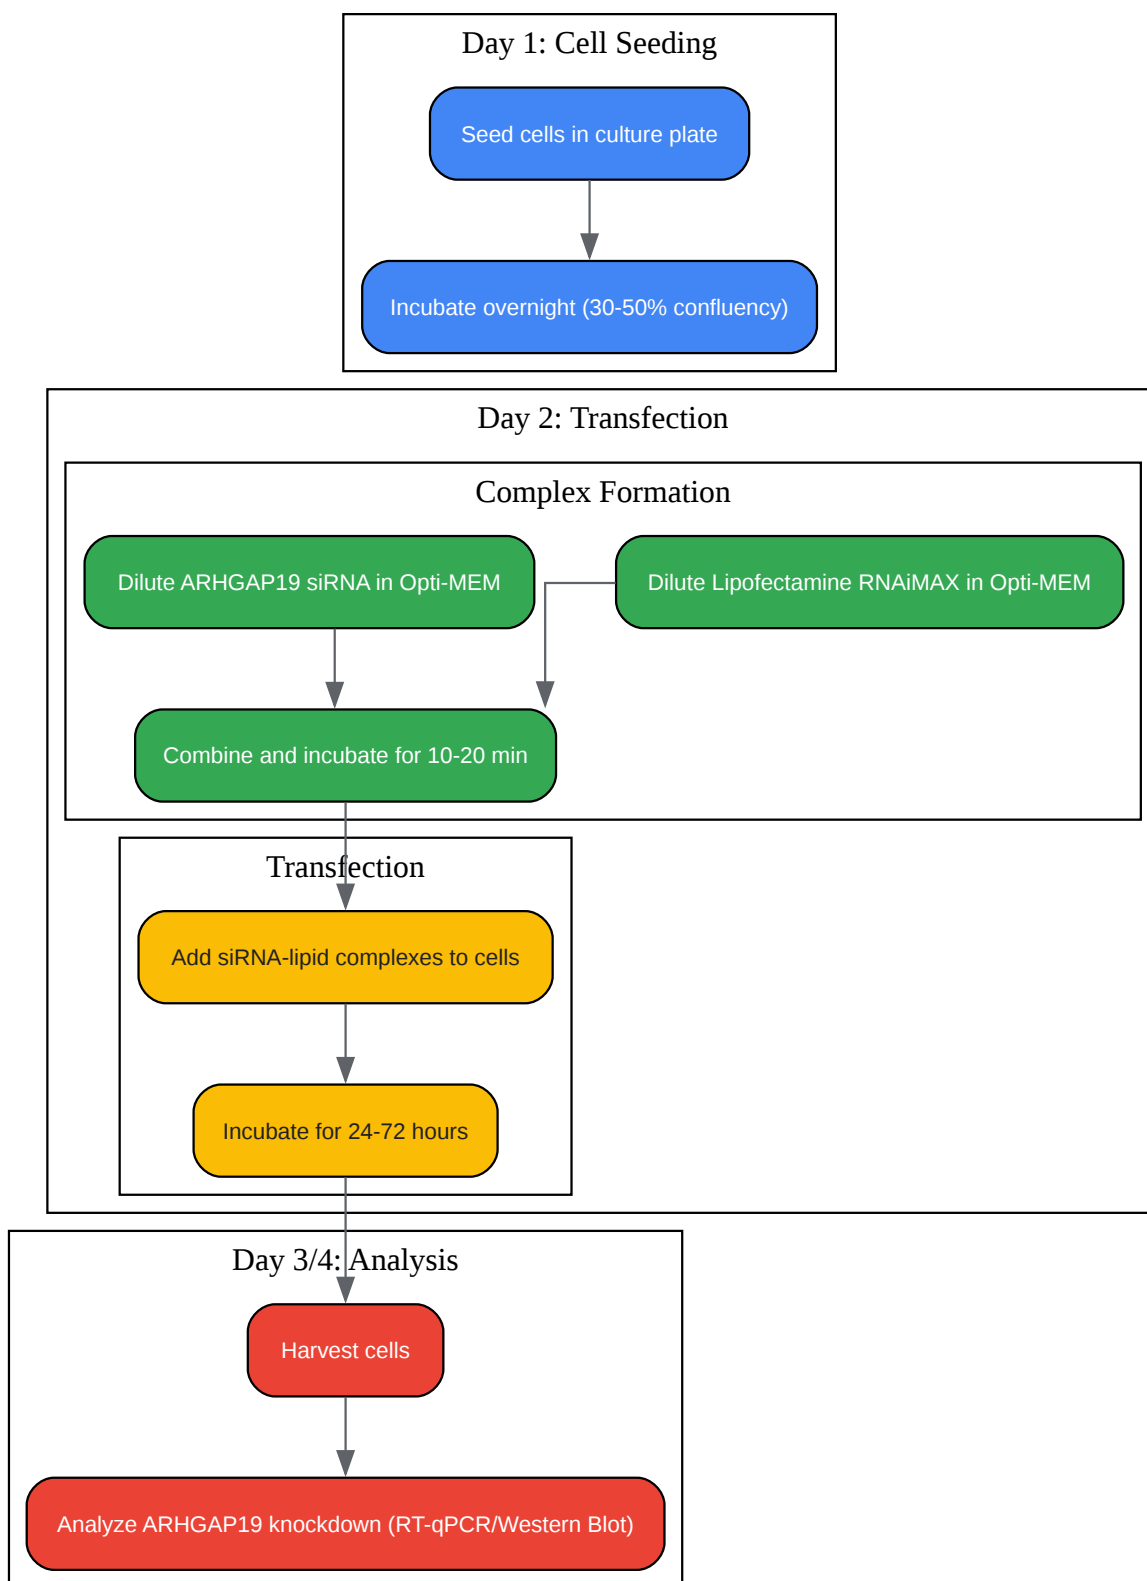 Day 1: Cell Seeding
Seed cells in culture plate
Incubate overnight (30-50% confluency)
Day 2: Transfection
Complex Formation
Dilute ARHGAP19 siRNA in Opti-MEM
Dilute Lipofectamine RNAiMAX in Opti-MEM
Combine and incubate for 10-20 min
Transfection
Add siRNA-lipid complexes to cells
Incubate for 24-72 hours
Day 3/4: Analysis
Harvest cells
Analyze ARHGAP19 knockdown (RT-qPCR/Western Blot)